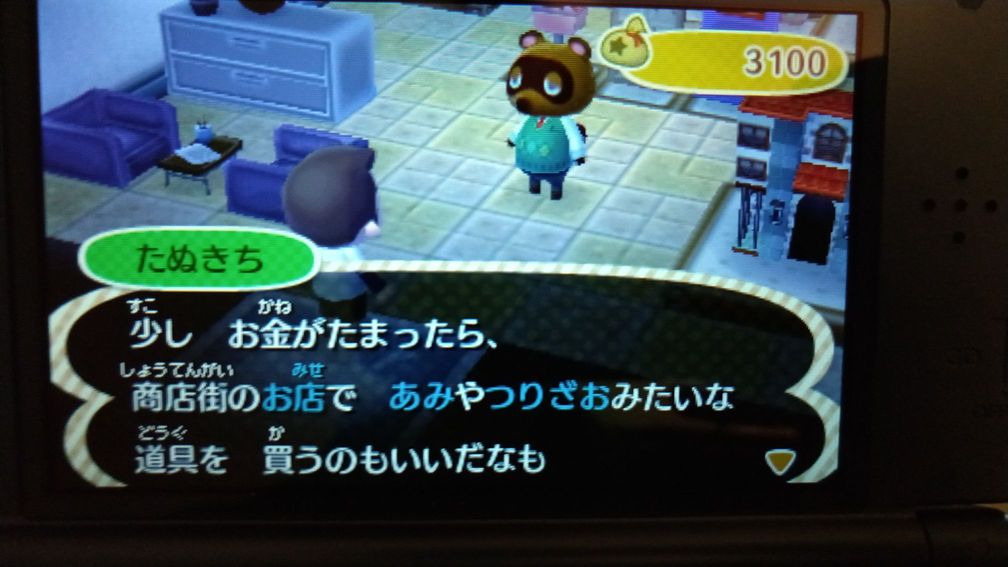 3100
たぬきち
すこ かね
少し お金がたまったら、
しょうてんがい みせ
商店街のお店で あみやつりざおみたいな
どうぐ か
道具を 買うのもいいだなも